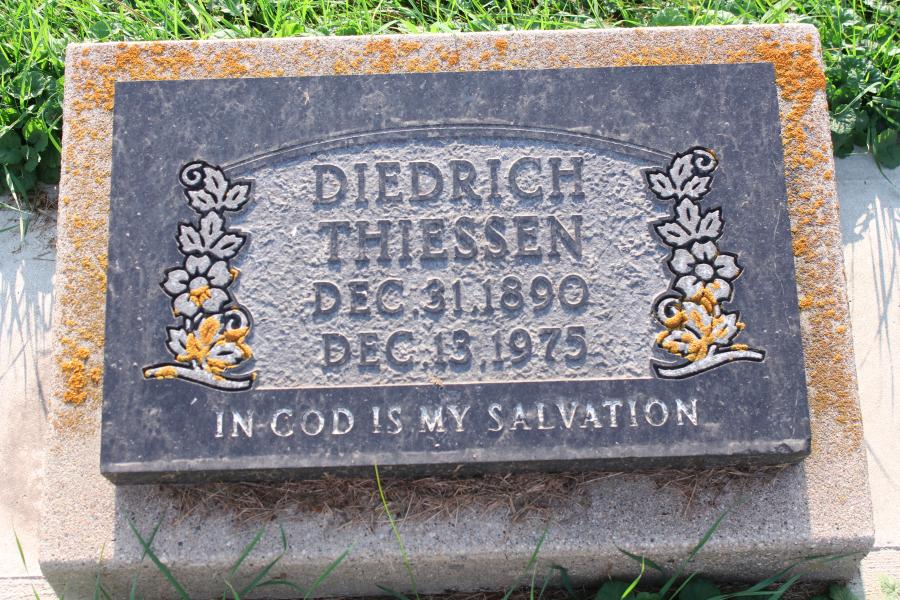 DIEDRICH
THIESSEN
DEC. 31. 1890
DEC. 13. 1975
IN GOD IS MY SALVATION